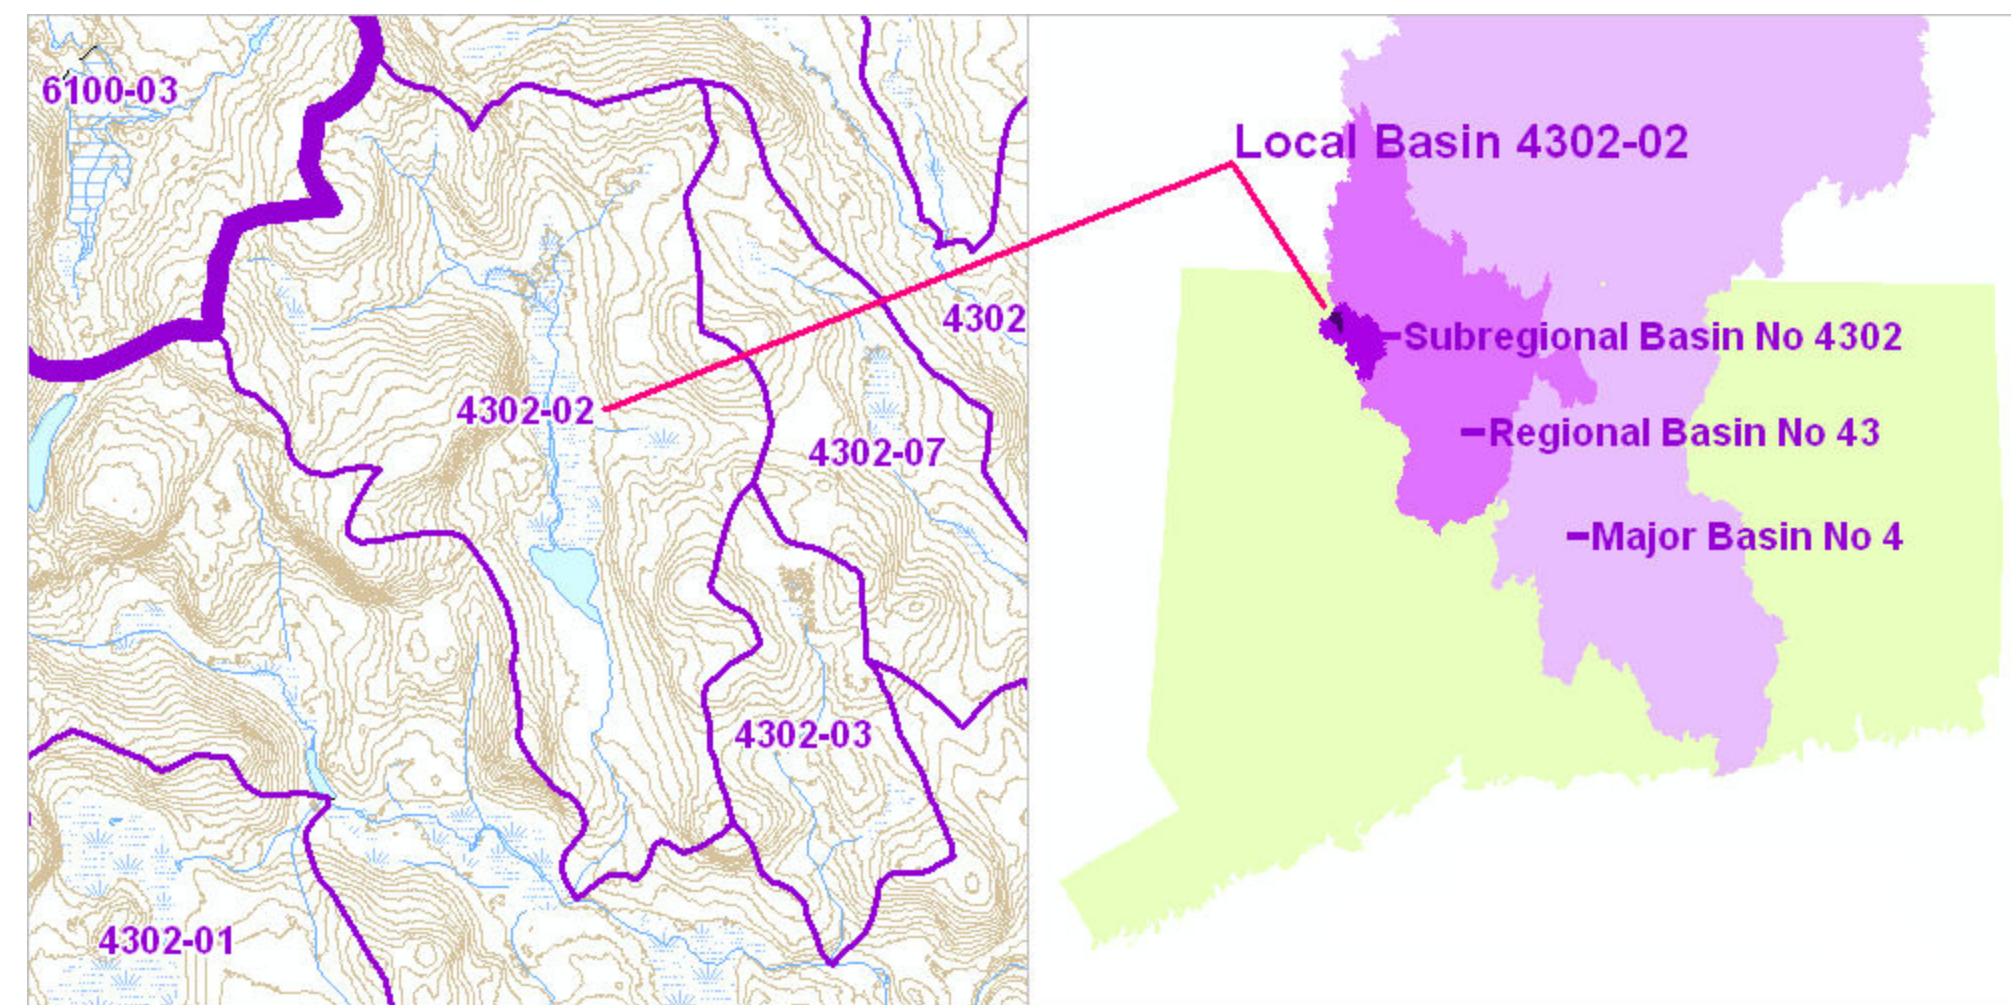 6100-03
4302-02
4302
4302-07
4302-03
4302-01
Local Basin 4302-02
Subregional Basin No 4302
Regional Basin No 43
Major Basin No 4